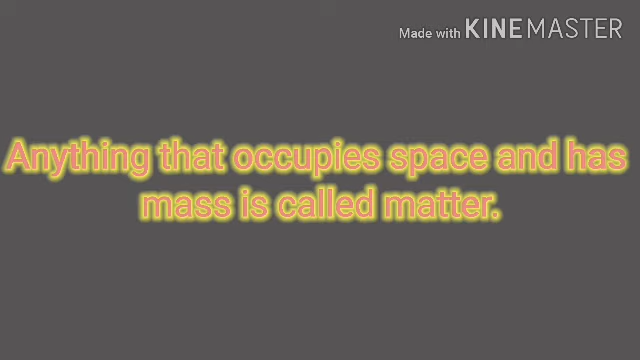 Made with KINEMASTER
Anything that occupies space and has
mass is called matter.